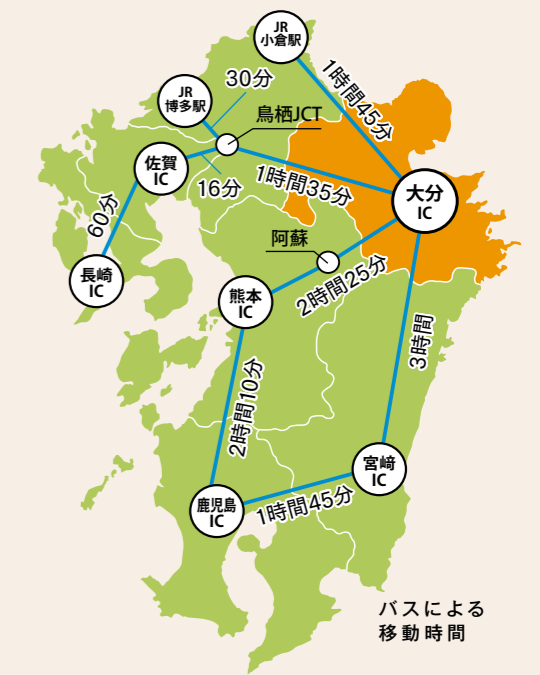 JR
小倉駅
1時間45分
30分
JR
博多駅
鳥栖JCT
佐賀
IC
16分
1時間35分
大分
IC
60分
阿蘇
長崎
IC
熊本
IC
2時間25分
3時間
2時間10分
宮﨑
IC
鹿児島
IC
1時間45分
バスによる
移動時間